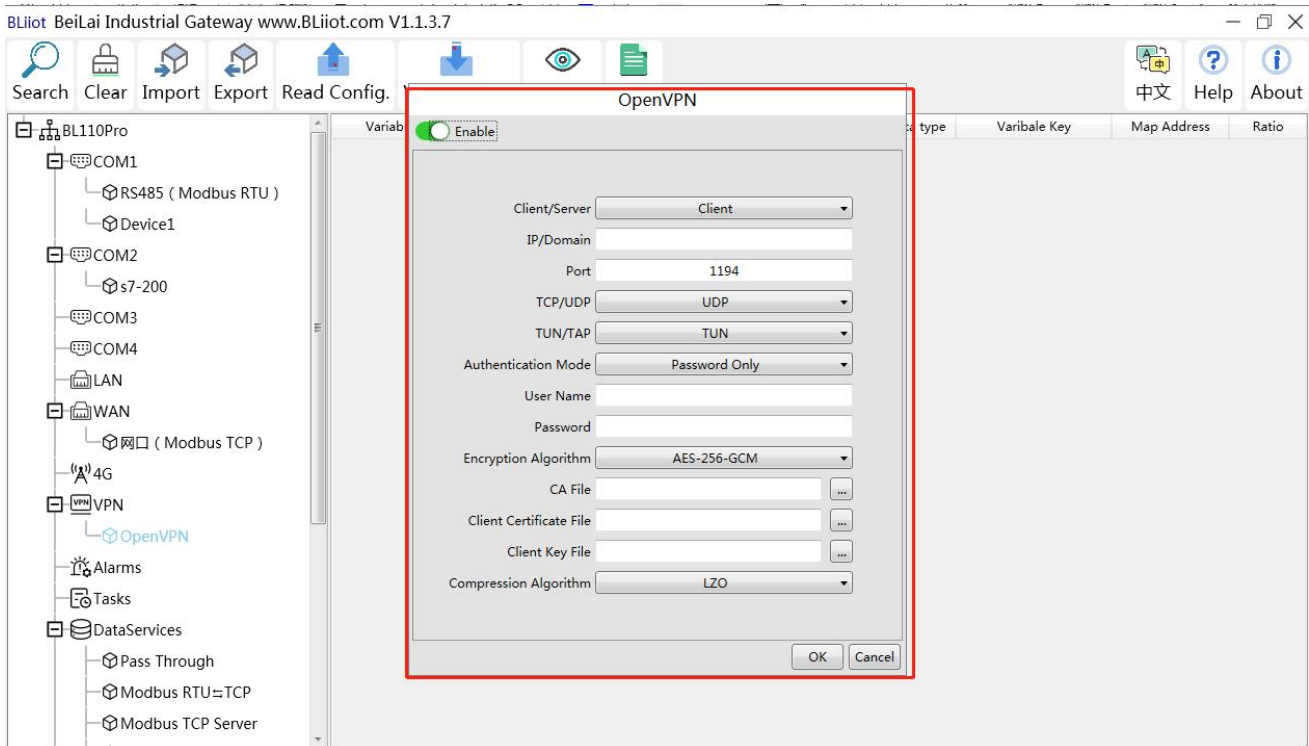 BLiiot BeiLai Industrial Gateway www.BLiiot.com V1.1.3.7
Search Clear Import Export Read Config. 中文 Help About
BL110Pro
COM1
RS485 ( Modbus RTU )
Device1
COM2
s7-200
COM3
COM4
LAN
WAN
网口 ( Modbus TCP )
4G
VPN
OpenVPN
Alarms
Tasks
DataServices
Pass Through
Modbus RTU⇆TCP
Modbus TCP Server
Variab type Varibale Key Map Address Ratio
OpenVPN
Enable
Client/Server Client
IP/Domain
Port 1194
TCP/UDP UDP
TUN/TAP TUN
Authentication Mode Password Only
User Name
Password
Encryption Algorithm AES-256-GCM
CA File ...
Client Certificate File ...
Client Key File ...
Compression Algorithm LZO
OK Cancel